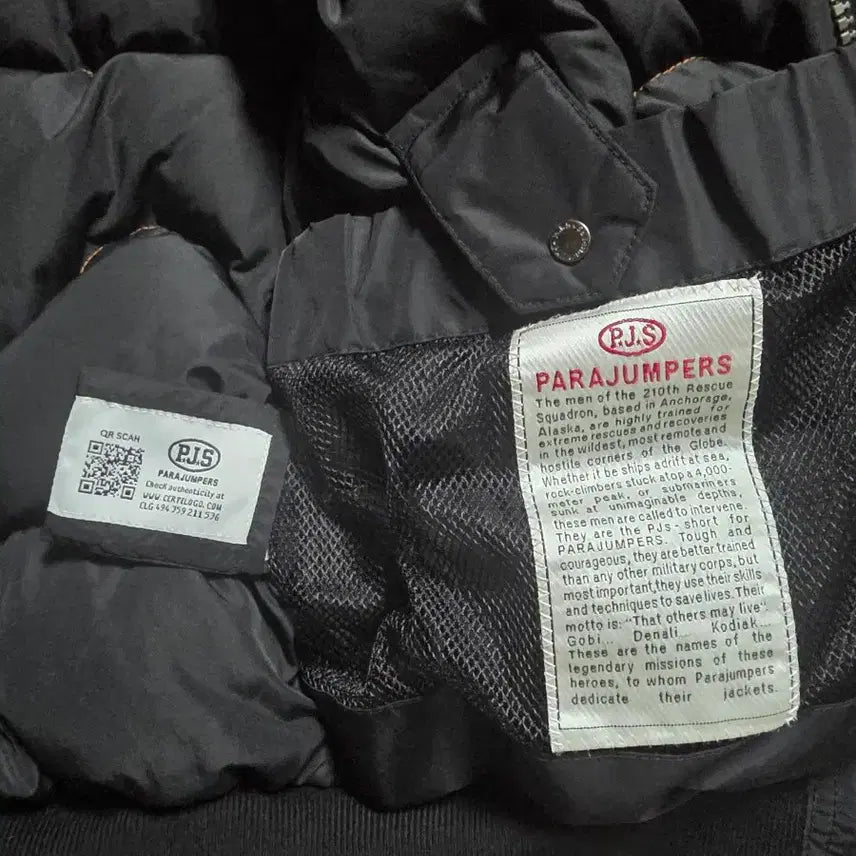 QR SCAH
P.J.S
PARAJUMPERS
Check authenticity at
WWW.CERTILOGO.COM
CLG 494 359 211 536
P.J.S
PARAJUMPERS
The men of the 210th Rescue
Squadron, based in Anchorage,
Alaska, are highly trained for
extreme rescues and recoveries
in the wildest, most remote and
hostile corners of the Globe.
Whether it be ships adrift at sea,
rock-climbers stuck atop a 4,000-
meter peak, or submariners
sunk at unimaginable depths,
these men are called to intervene.
They are the PJs - short for
PARAJUMPERS. Tough and
courageous, they are better trained
than any other military corps, but
most important, they use their skills
and techniques to save lives. Their
motto is: "That others may live".
Gobi... Denali... Kodiak...
These are the names of the
legendary missions of these
heroes, to whom Parajumpers
dedicate their jackets.